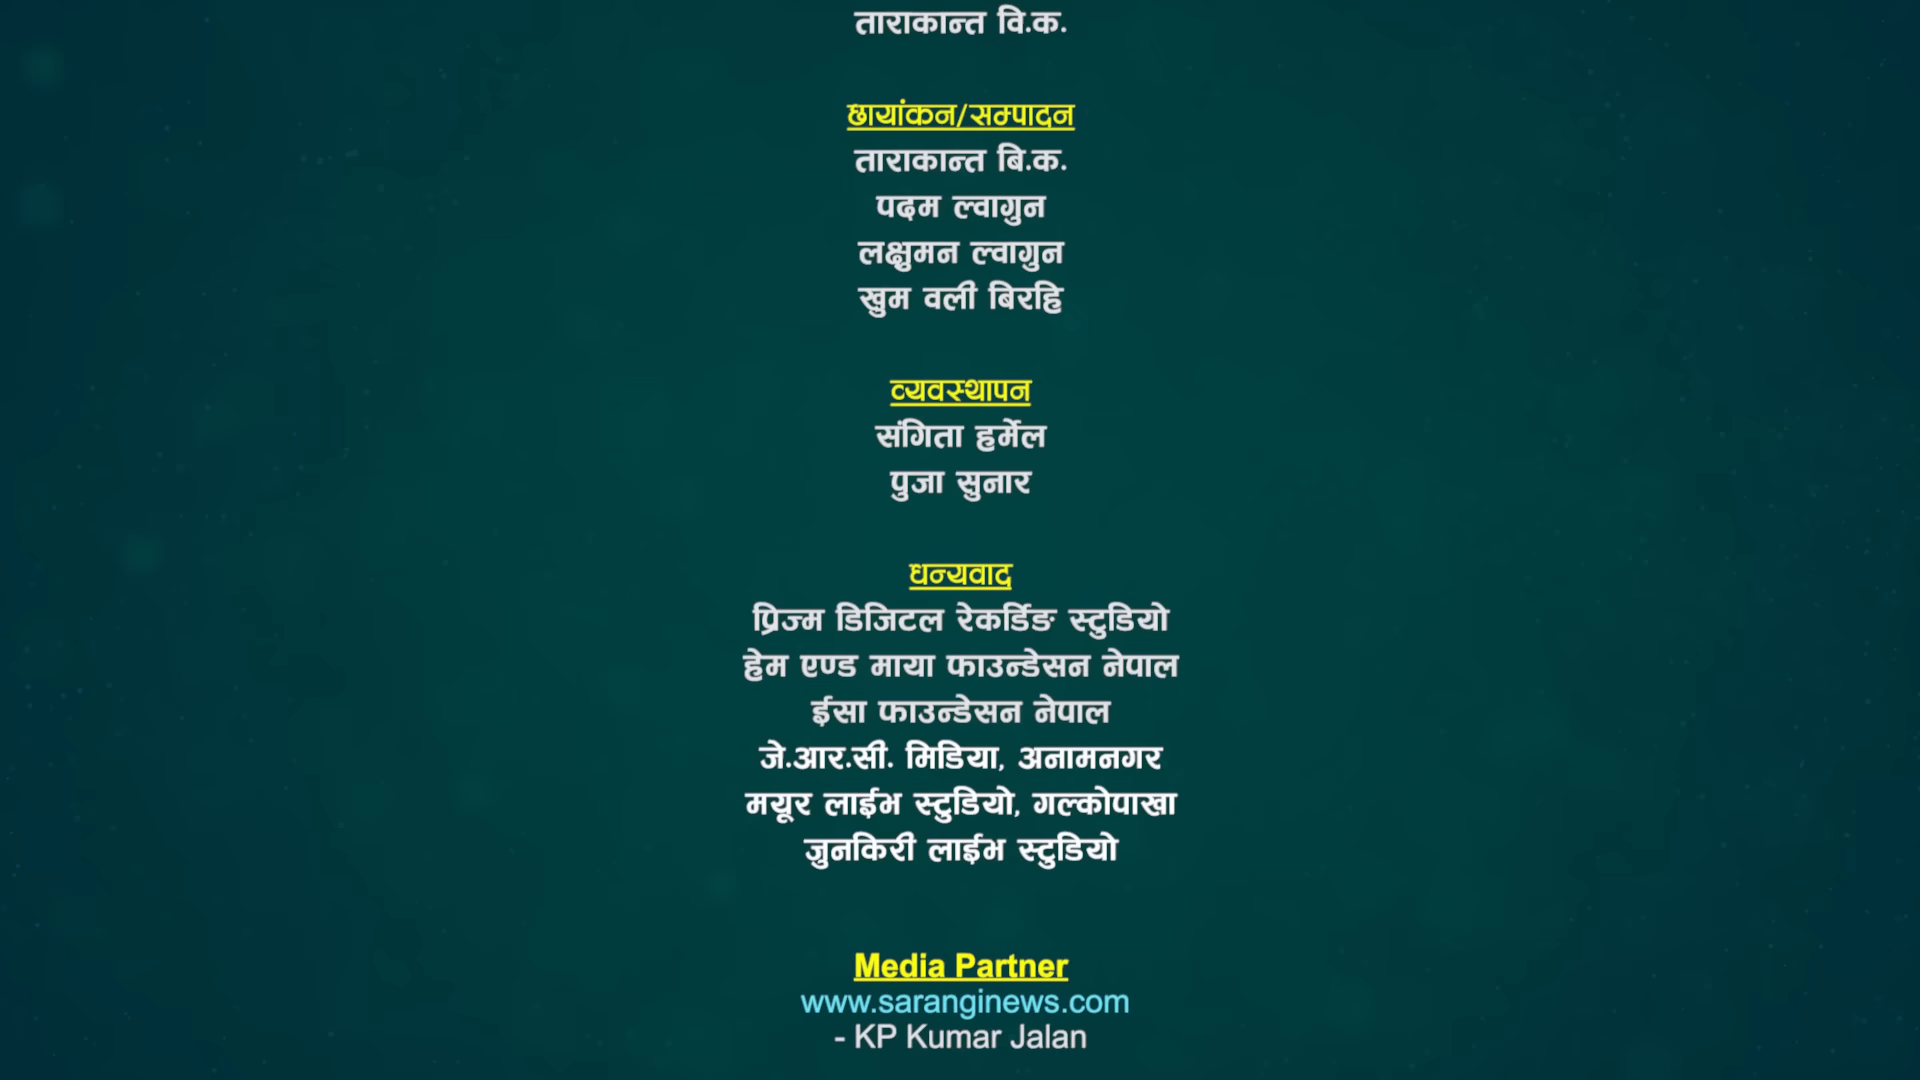 ताराकान्त वि.क.
छायांकन/सम्पादन
ताराकान्त बि.क.
पदम ल्वागुन
लक्षुमन ल्वागुन
खुम वली बिरहि
व्यवस्थापन
संगिता हर्मेल
पुजा सुनार
धन्यवाद
प्रिज्म डिजिटल रेकर्डिङ स्टुडियो
हेम एण्ड माया फाउन्डेसन नेपाल
ईसा फाउन्डेसन नेपाल
जे.आर.सी. मिडिया, अनामनगर
मयूर लाईभ स्टुडियो, गल्कोपाखा
जुनकिरी लाईभ स्टुडियो
Media Partner
www.saranginews.com
- KP Kumar Jalan